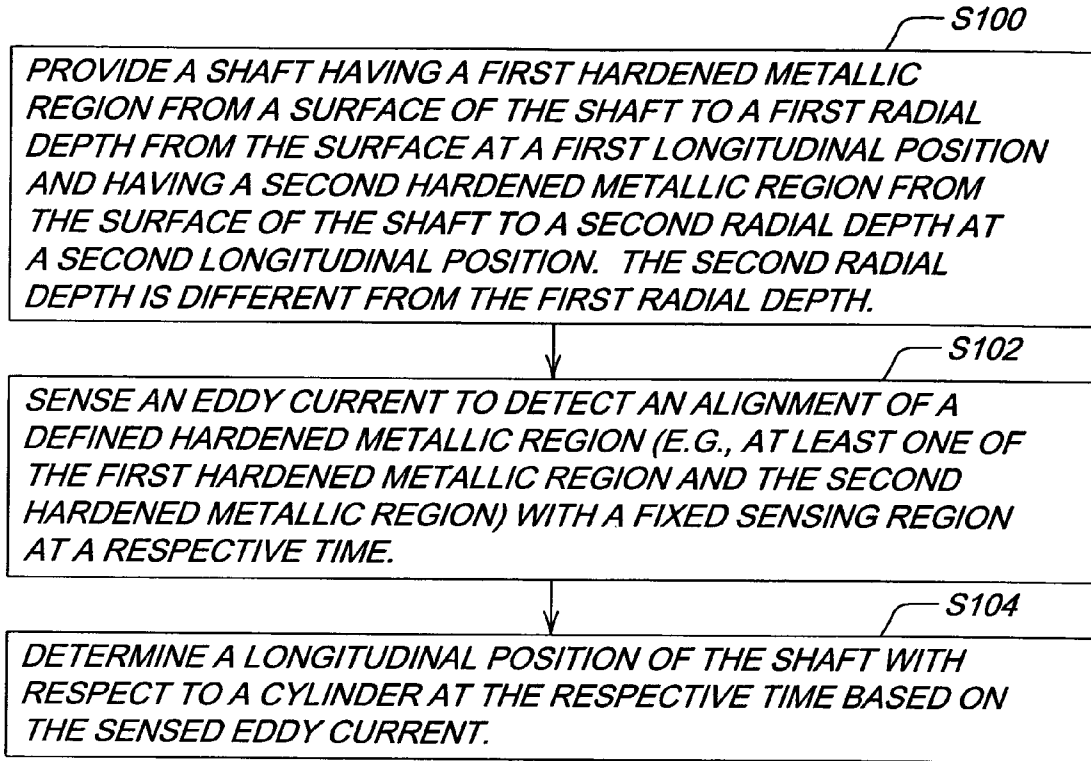 S100
PROVIDE A SHAFT HAVING A FIRST HARDENED METALLIC
REGION FROM A SURFACE OF THE SHAFT TO A FIRST RADIAL
DEPTH FROM THE SURFACE AT A FIRST LONGITUDINAL POSITION
AND HAVING A SECOND HARDENED METALLIC REGION FROM
THE SURFACE OF THE SHAFT TO A SECOND RADIAL DEPTH AT
A SECOND LONGITUDINAL POSITION. THE SECOND RADIAL
DEPTH IS DIFFERENT FROM THE FIRST RADIAL DEPTH.
S102
SENSE AN EDDY CURRENT TO DETECT AN ALIGNMENT OF A
DEFINED HARDENED METALLIC REGION (E.G., AT LEAST ONE OF
THE FIRST HARDENED METALLIC REGION AND THE SECOND
HARDENED METALLIC REGION) WITH A FIXED SENSING REGION
AT A RESPECTIVE TIME.
S104
DETERMINE A LONGITUDINAL POSITION OF THE SHAFT WITH
RESPECT TO A CYLINDER AT THE RESPECTIVE TIME BASED ON
THE SENSED EDDY CURRENT.